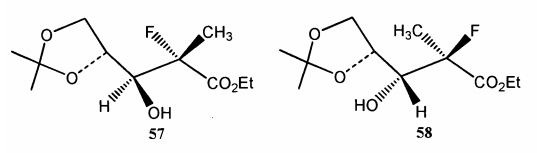 O F CH₃ H₃C F
O
O CO₂Et O CO₂Et
H OH HO H
57 58